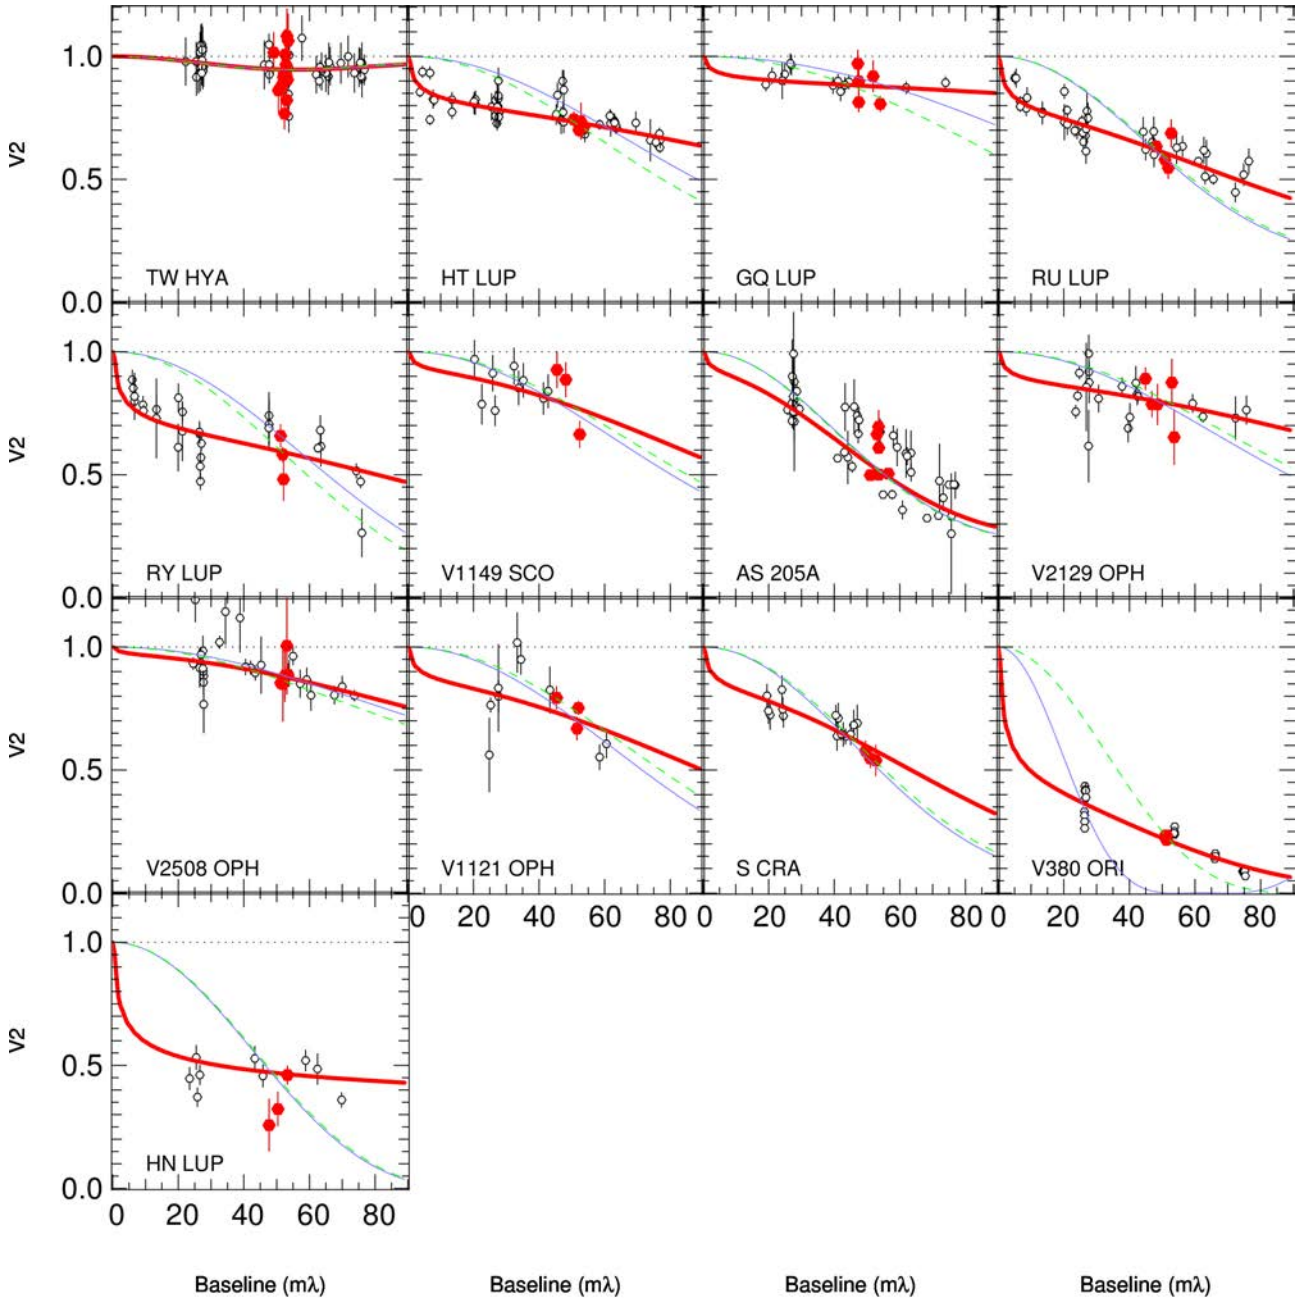 1.0
V2
0.5
TW HYA
HT LUP
GQ LUP
RU LUP
0.0
1.0
V2
0.5
RY LUP
V1149 SCO
AS 205A
V2129 OPH
0.0
1.0
V2
0.5
V2508 OPH
V1121 OPH
S CRA
V380 ORI
0.0
0 20 40 60 80 0 20 40 60 80 0 20 40 60 80
1.0
V2
0.5
HN LUP
0.0
0 20 40 60 80
Baseline (mλ) Baseline (mλ) Baseline (mλ) Baseline (mλ)